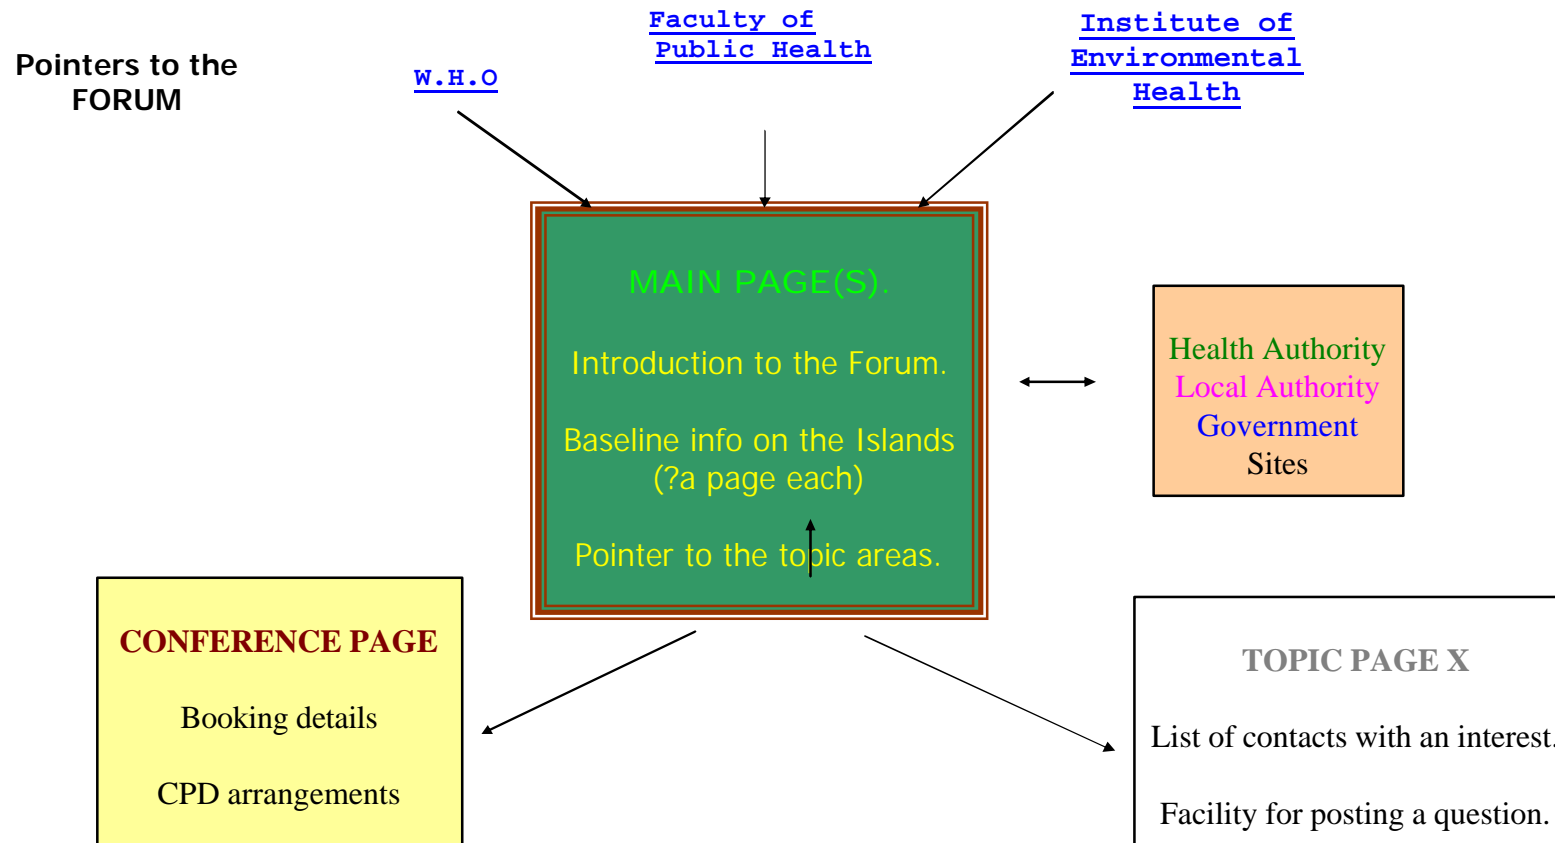 Pointers to the
FORUM
W.H.O
Faculty of
Public Health
Institute of
Environmental
Health
MAIN PAGE(S).
Introduction to the Forum.
Baseline info on the Islands
(?a page each)
Pointer to the topic areas.
Health Authority
Local Authority
Government
Sites
CONFERENCE PAGE
Booking details
CPD arrangements
TOPIC PAGE X
List of contacts with an interest.
Facility for posting a question.